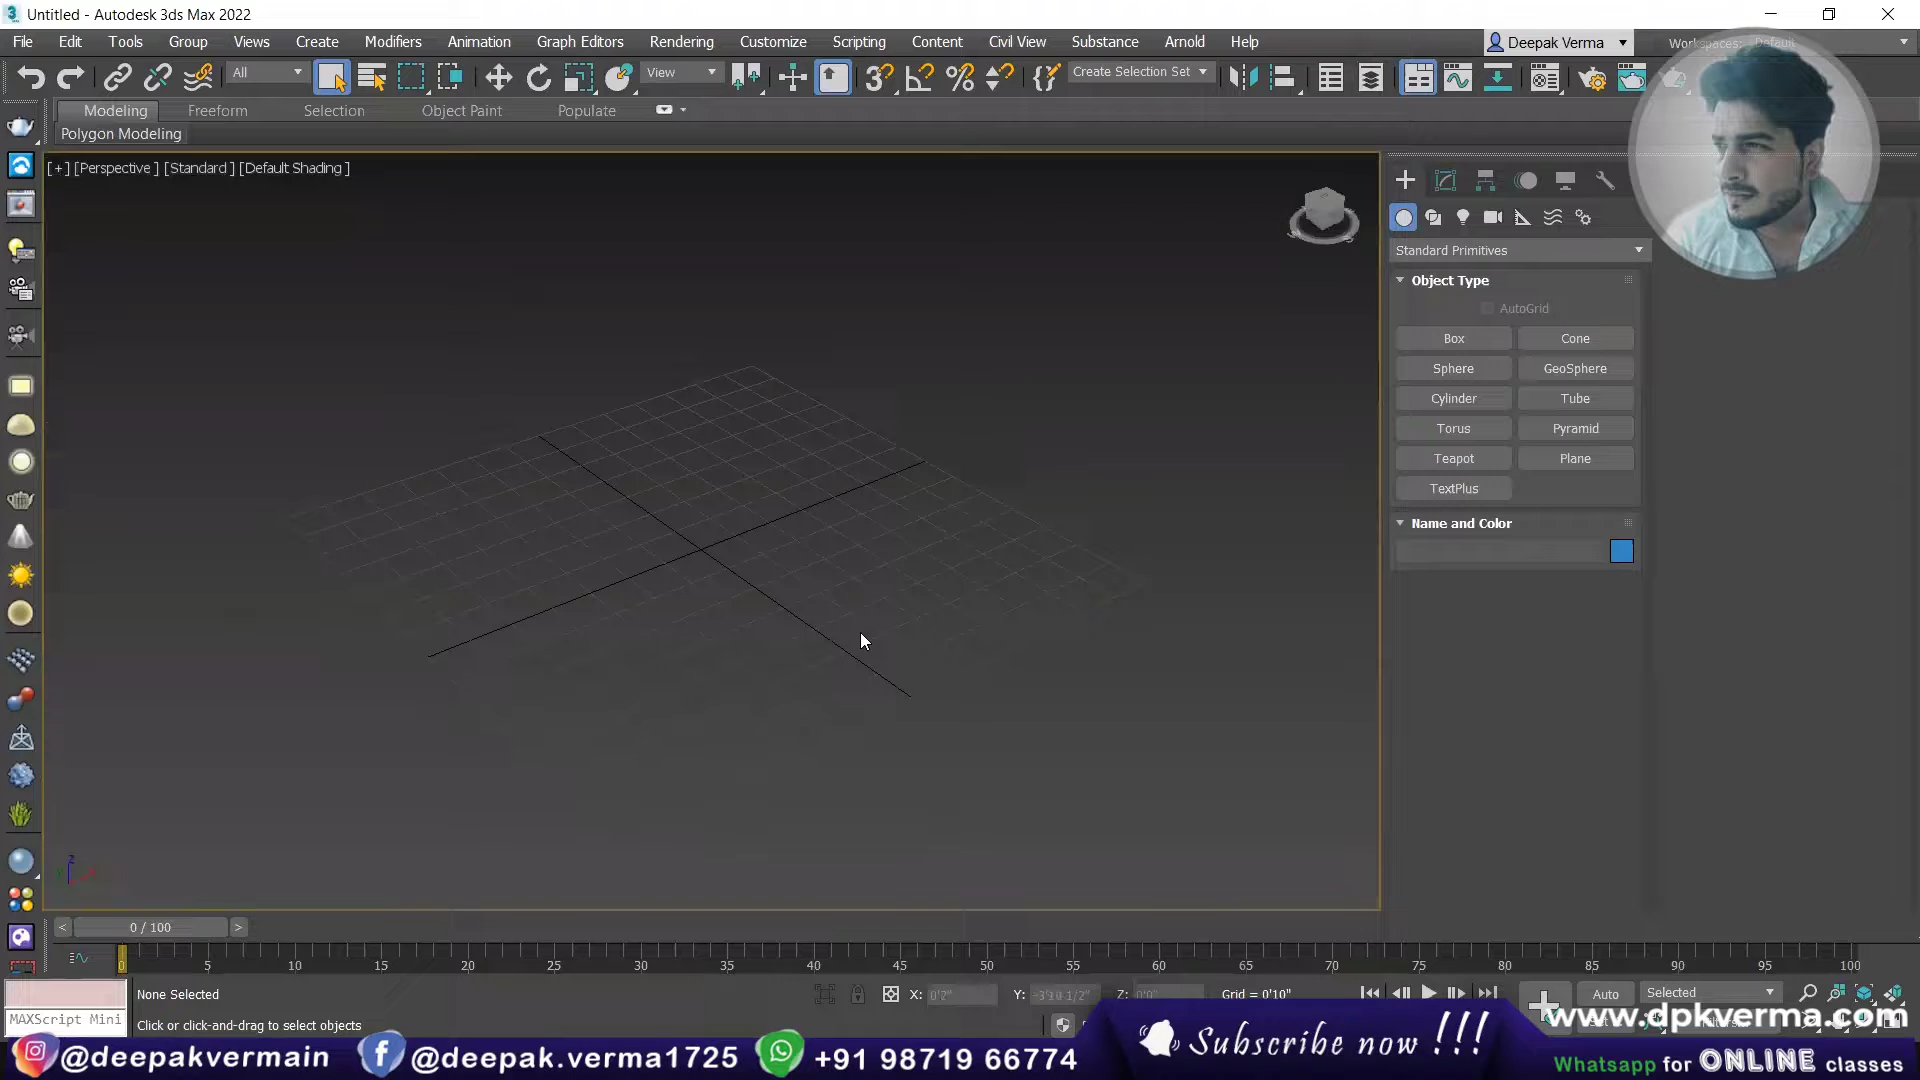 Untitled - Autodesk 3ds Max 2022
File Edit Tools Group Views Create Modifiers Animation Graph Editors Rendering Customize Scripting Content Civil View Substance Arnold Help
Deepak Verma
Workspaces: Default
All
View
Create Selection Set
Modeling Freeform Selection Object Paint Populate
Polygon Modeling
[+] [Perspective ] [Standard ] [Default Shading ]
Standard Primitives
Object Type
AutoGrid
Box Cone
Sphere GeoSphere
Cylinder Tube
Torus Pyramid
Teapot Plane
TextPlus
Name and Color
< 0 / 100 >
0 5 10 15 20 25 30 35 40 45 50 55 60 65 70 75 80 85 90 95 100
None Selected
X: 0'2" Y: -3'10 1/2" Z: 0'0" Grid = 0'10"
Auto Selected
MAXScript Mini
Click or click-and-drag to select objects
www.dpkverma.com
@deepakvermain @deepak.verma1725 +91 98719 66774
Subscribe now !!!
Whatsapp for ONLINE classes